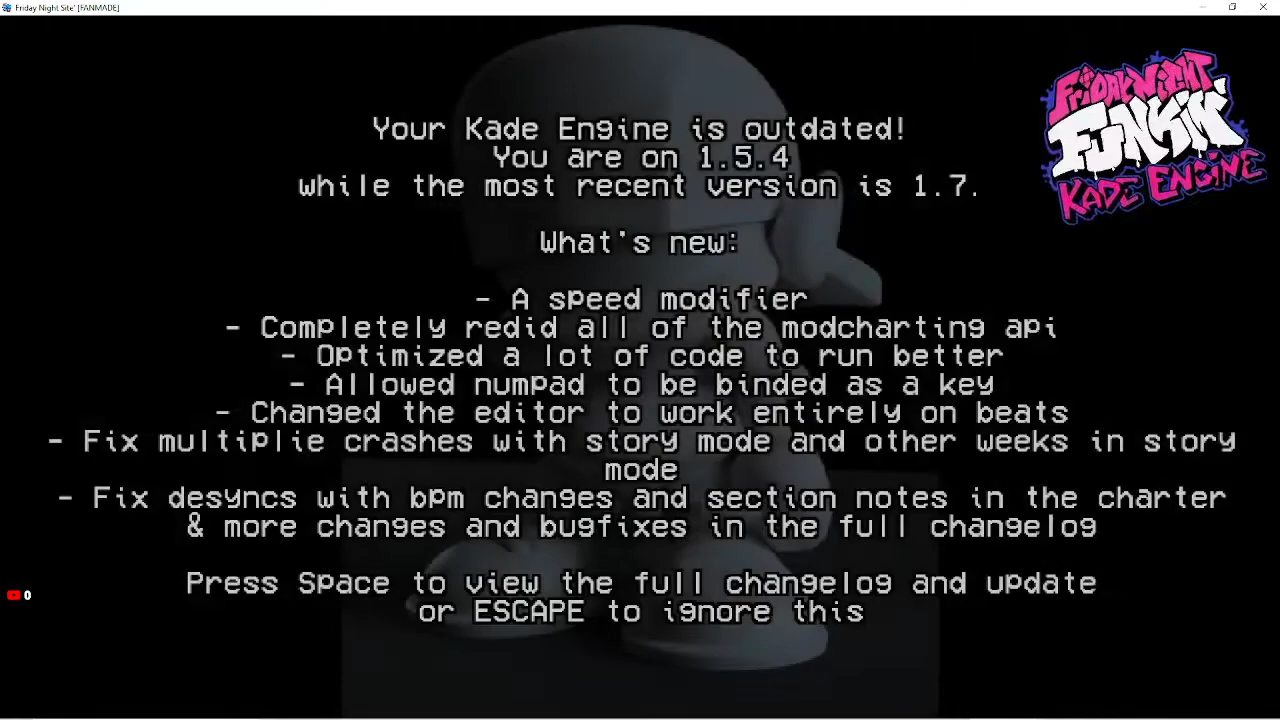 Friday Night Site' [FANMADE]
FRIDAY NIGHT
FUNKIN'
KADE ENGINE
Your Kade Engine is outdated!
You are on 1.5.4
while the most recent version is 1.7.
What's new:
- A speed modifier
- Completely redid all of the modcharting api
- Optimized a lot of code to run better
- Allowed numpad to be binded as a key
- Changed the editor to work entirely on beats
- Fix multiplie crashes with story mode and other weeks in story
mode
- Fix desyncs with bpm changes and section notes in the charter
& more changes and bugfixes in the full changelog
Press Space to view the full changelog and update
or ESCAPE to ignore this
0